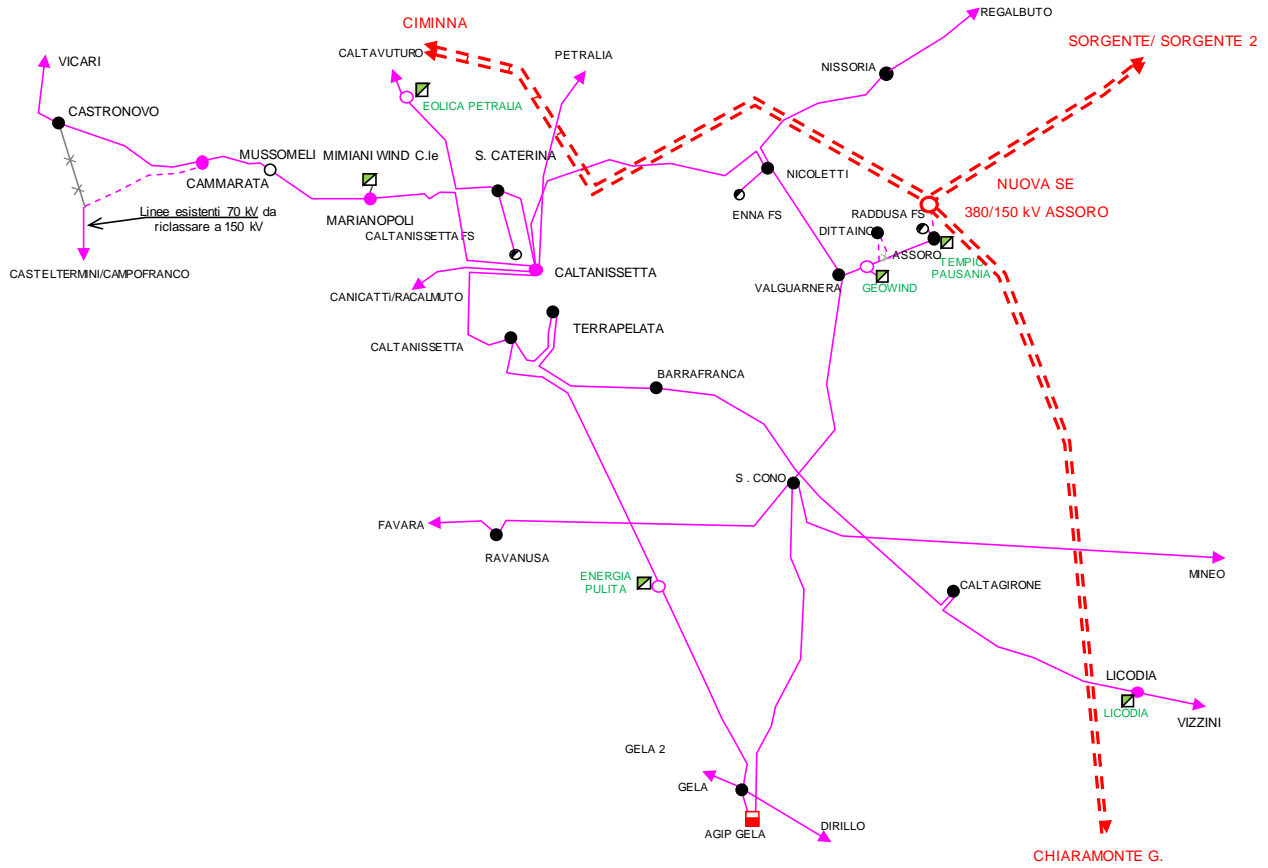 REGALBUTO
CIMINNA
SORGENTE/ SORGENTE 2
CALTAVUTURO
PETRALIA
VICARI
NISSORIA
CASTRONOVO
EOLICA PETRALIA
MUSSOMELI
MIMIANI WIND C.le
S. CATERINA
CAMMARATA
NICOLETTI
NUOVA SE
380/150 kV ASSORO
ENNA FS
RADDUSA FS
MARIANOPOLI
Linee esistenti 70 kV da
riclassare a 150 kV
CALTANISSETTA FS
DITTAINO
ASSORO
TEMPIO
PAUSANIA
CASTELTERMINI/CAMPOFRANCO
CALTANISSETTA
VALGUARNERA
GEOWIND
CANICATTì/RACALMUTO
TERRAPELATA
CALTANISSETTA
BARRAFRANCA
S . CONO
FAVARA
RAVANUSA
MINEO
ENERGIA
PULITA
CALTAGIRONE
LICODIA
LICODIA
VIZZINI
GELA 2
GELA
AGIP GELA
DIRILLO
CHIARAMONTE G.